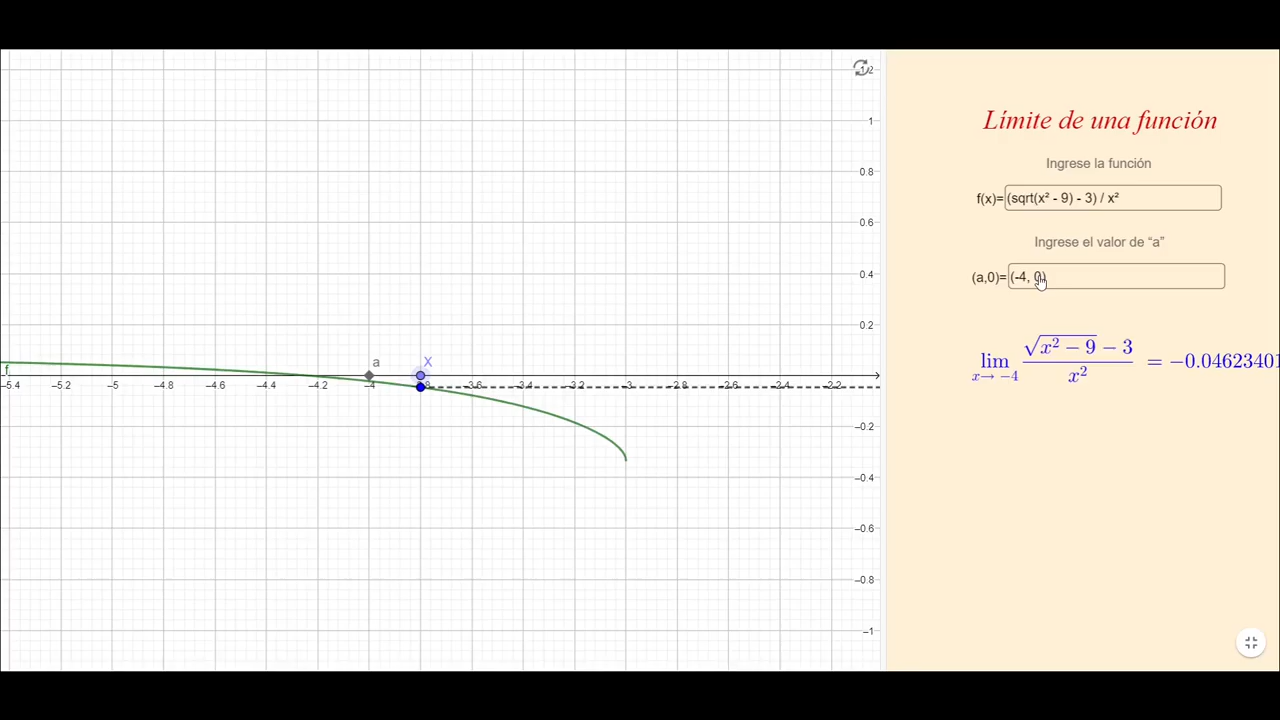 Límite de una función
Ingrese la función
f(x)= (sqrt(x² - 9) - 3) / x²
Ingrese el valor de “a”
(a,0)= (-4, 0)
lim x→ −4 √x² − 9 − 3 / x² = −0.04623401
f
a
X
−5.4 −5.2 −5 −4.8 −4.6 −4.4 −4.2 −4 −3.6 −3.4 −3.2 −3 −2.8 −2.6 −2.4 −2.2
1
0.8
0.6
0.4
0.2
−0.2
−0.4
−0.6
−0.8
−1